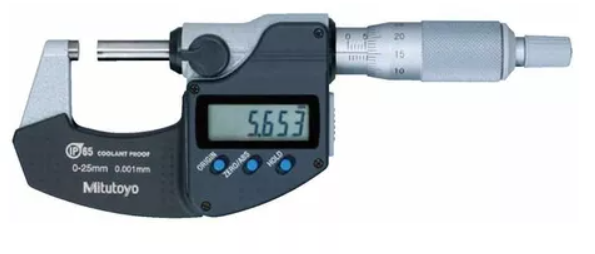 0 5
20
15
10
5.653
IP65 COOLANT PROOF
0-25mm 0.001mm
Mitutoyo
ORIGIN
ZERO/ABS
HOLD